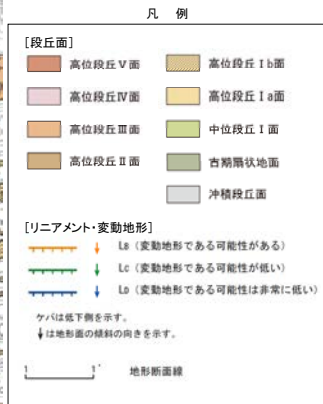 凡 例
[段丘面]
高位段丘Ⅴ面
高位段丘Ⅰb面
高位段丘Ⅳ面
高位段丘Ⅰa面
高位段丘Ⅲ面
中位段丘Ⅰ面
高位段丘Ⅱ面
古期扇状地面
沖積段丘面
[リニアメント・変動地形]
LB (変動地形である可能性がある)
LC (変動地形である可能性が低い)
LD (変動地形である可能性は非常に低い)
ケバは低下側を示す。
↓は地形面の傾斜の向きを示す。
1 1' 地形断面線